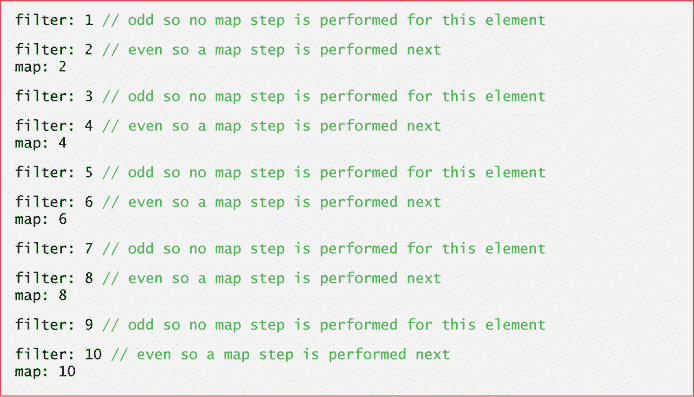 filter: 1 // odd so no map step is performed for this element
filter: 2 // even so a map step is performed next
map: 2
filter: 3 // odd so no map step is performed for this element
filter: 4 // even so a map step is performed next
map: 4
filter: 5 // odd so no map step is performed for this element
filter: 6 // even so a map step is performed next
map: 6
filter: 7 // odd so no map step is performed for this element
filter: 8 // even so a map step is performed next
map: 8
filter: 9 // odd so no map step is performed for this element
filter: 10 // even so a map step is performed next
map: 10